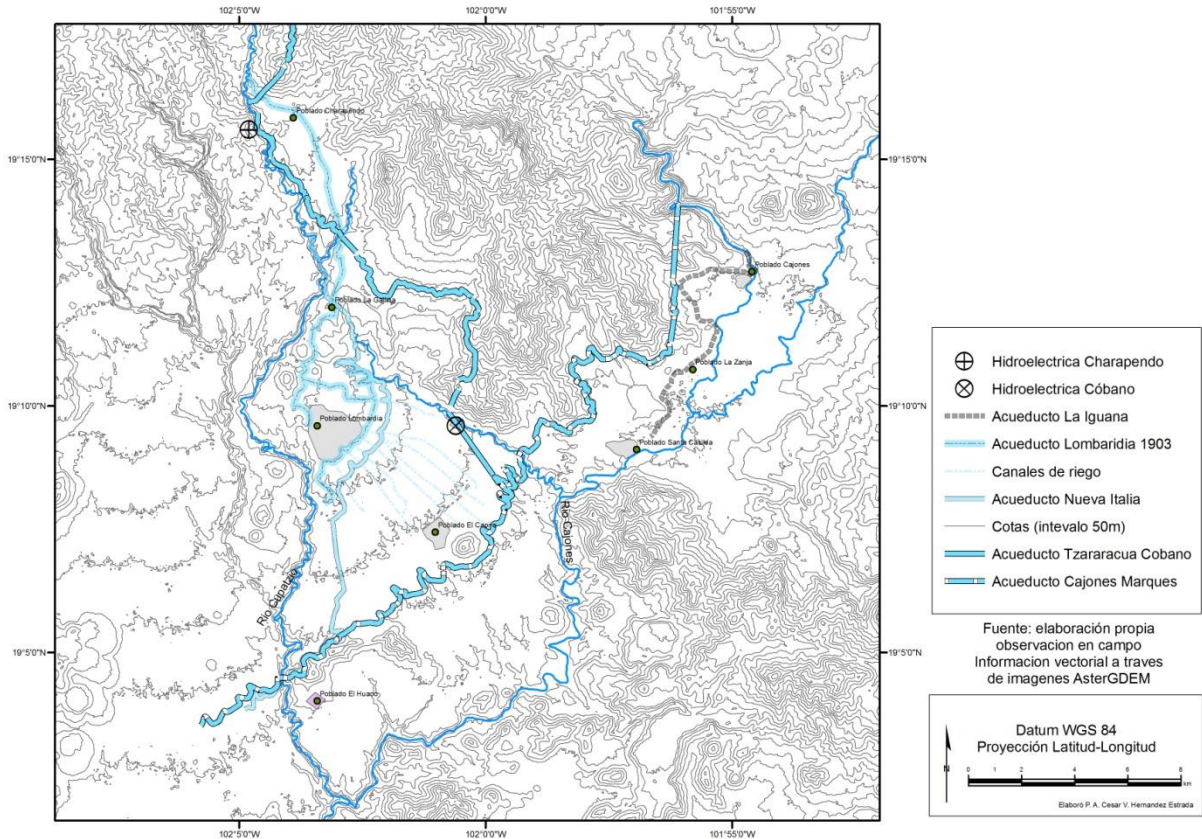 102°5'0"W
102°0'0"W
101°55'0"W
19°15'0"N
19°15'0"N
19°10'0"N
19°10'0"N
19°5'0"N
19°5'0"N
102°5'0"W
102°0'0"W
101°55'0"W
Poblado Charapendo
Poblado Cajones
Poblado La Gallina
Poblado La Zanja
Poblado Lombardia
Poblado Santa Casilda
Poblado El Capire
Rio Cajones
Rio Cupatzio
Poblado El Huaco
Hidroelectrica Charapendo
Hidroelectrica Cóbano
Acueducto La Iguana
Acueducto Lombaridia 1903
Canales de riego
Acueducto Nueva Italia
Cotas (intevalo 50m)
Acueducto Tzararacua Cobano
Acueducto Cajones Marques
Fuente: elaboración propia
observacion en campo
Informacion vectorial a traves
de imagenes AsterGDEM
Datum WGS 84
Proyección Latitud-Longitud
N
0 1 2 4 6 8
km
Elaboró P. A. Cesar V. Hernandez Estrada